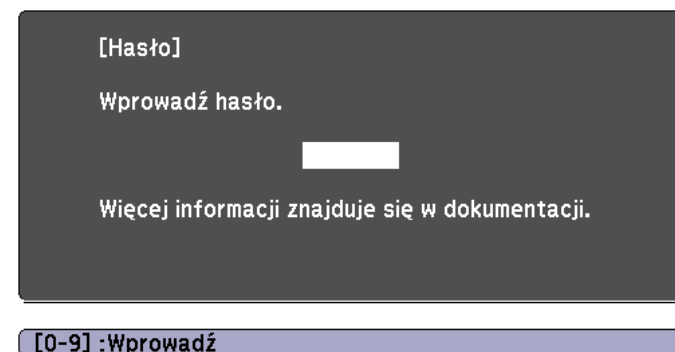 [Hasło]
Wprowadź hasło.
Więcej informacji znajduje się w dokumentacji.
[0-9] :Wprowadź